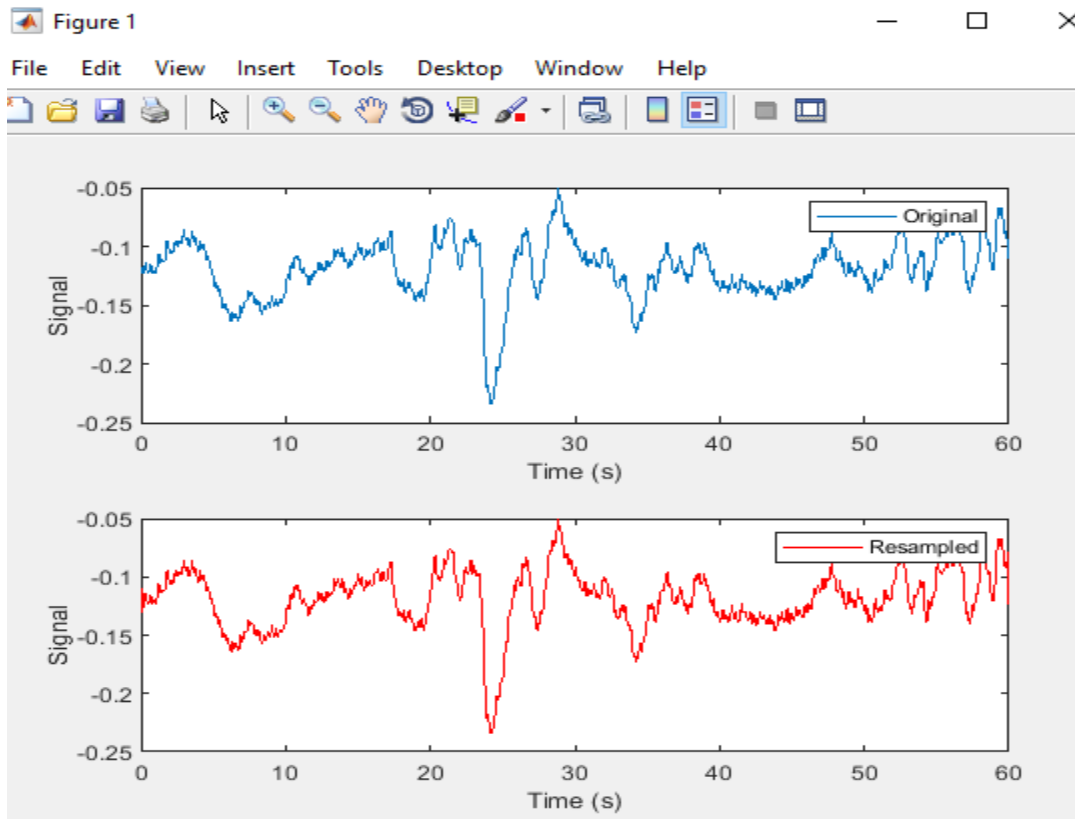 Figure 1
File Edit View Insert Tools Desktop Window Help
-0.05
-0.1
-0.15
-0.2
-0.25
Signal
Original
0 10 20 30 40 50 60
Time (s)
-0.05
-0.1
-0.15
-0.2
-0.25
Signal
Resampled
0 10 20 30 40 50 60
Time (s)